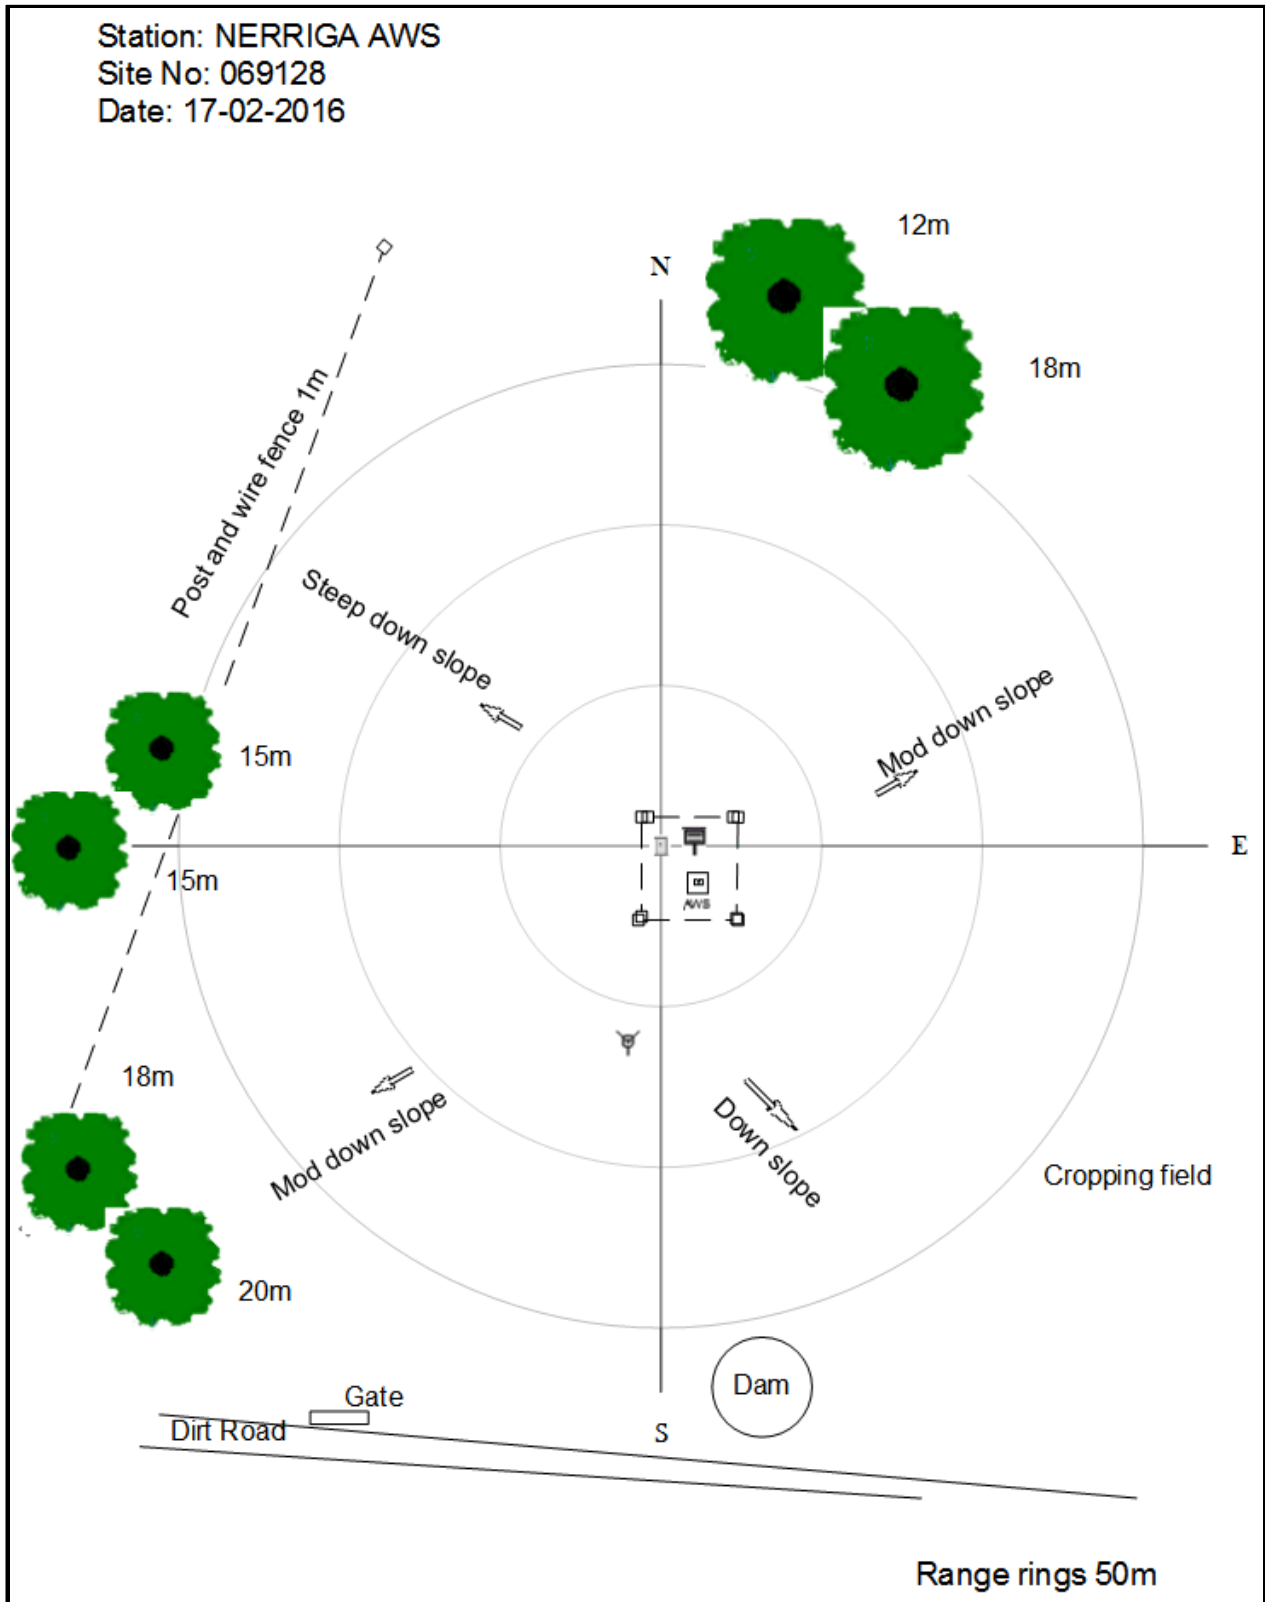 Station: NERRIGA AWS
Site No: 069128
Date: 17-02-2016
12m
N
18m
Post and wire fence 1m
Steep down slope
Mod down slope
15m
E
15m
AWS
18m
Mod down slope
Down slope
Cropping field
20m
Dam
Gate
Dirt Road
S
Range rings 50m